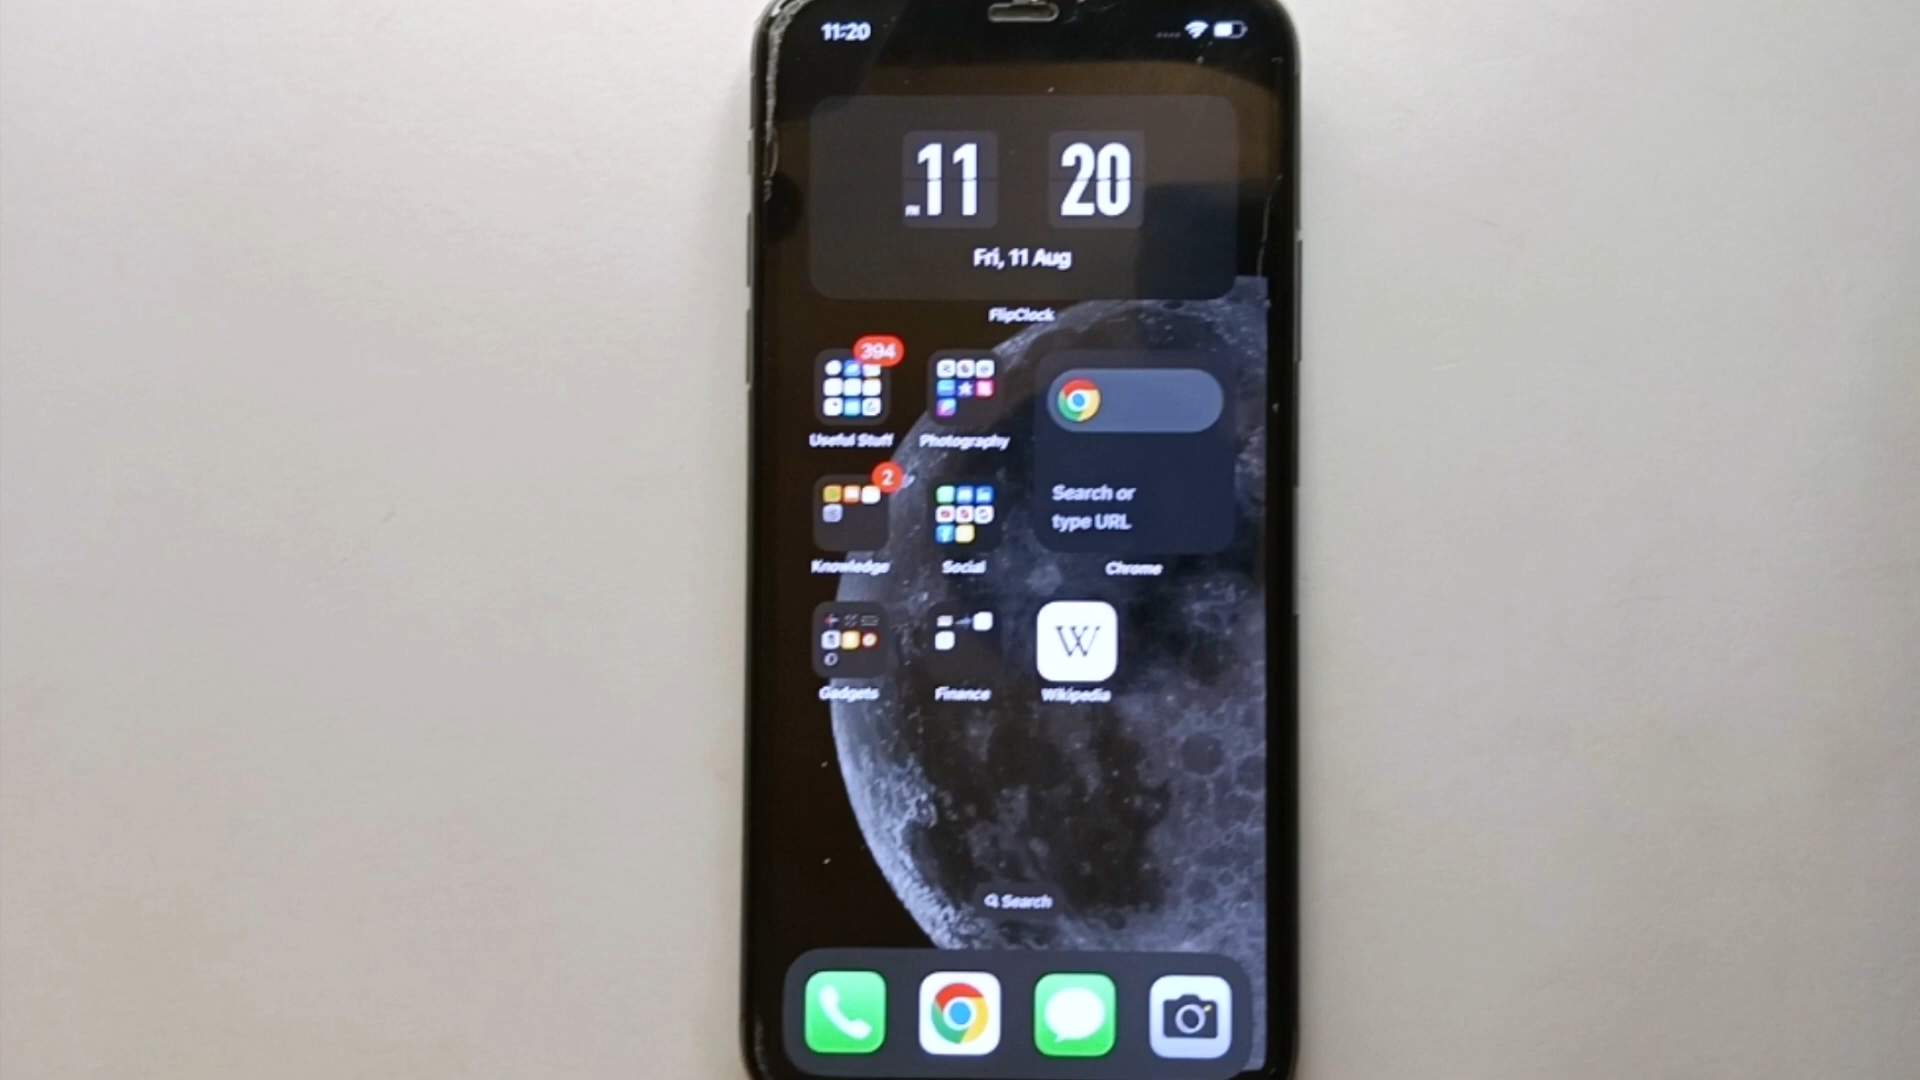 11:20
11 20
Fri, 11 Aug
FlipClock
394
Useful Stuff
Photography
2
Search or
type URL
Knowledge
Social
Chrome
W
Gadgets
Finance
Wikipedia
Search